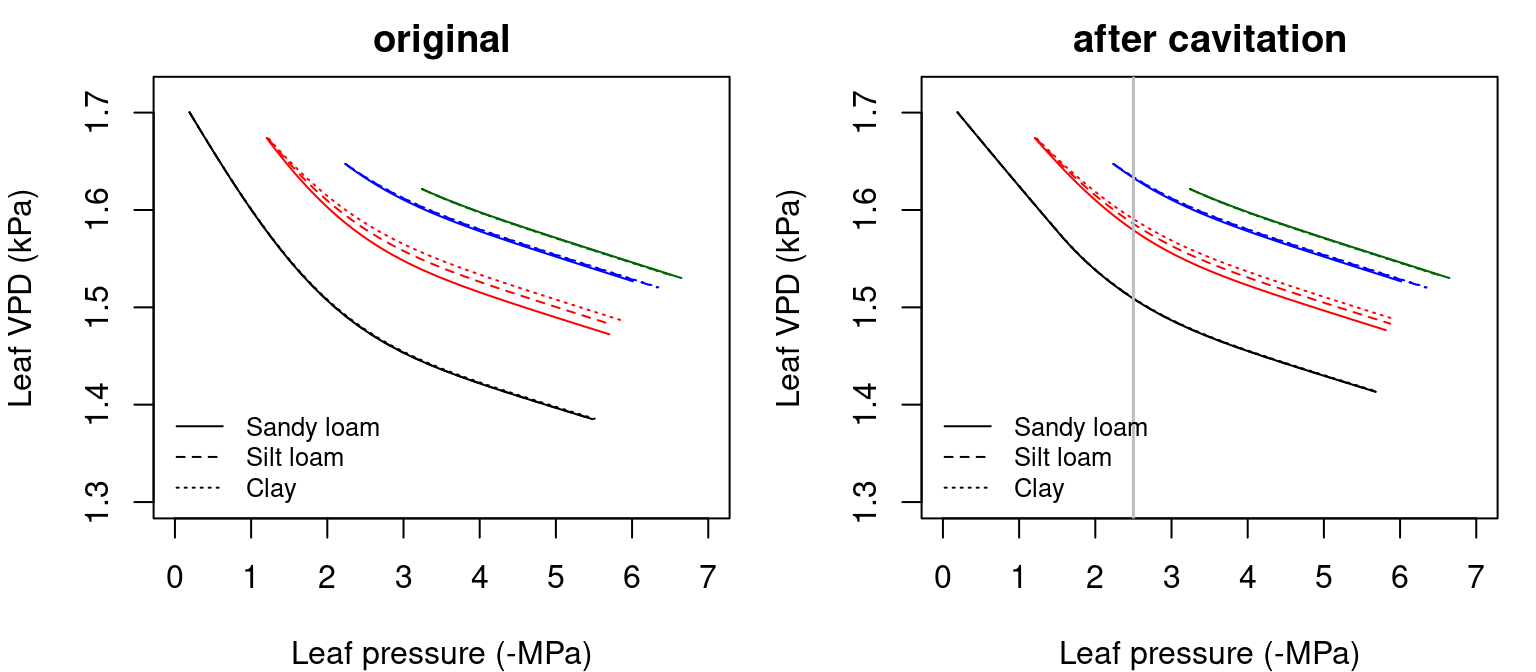 original
Leaf VPD (kPa)
1.7
1.6
1.5
1.4
1.3
Sandy loam
Silt loam
Clay
0 1 2 3 4 5 6 7
Leaf pressure (-MPa)
after cavitation
Leaf VPD (kPa)
1.7
1.6
1.5
1.4
1.3
Sandy loam
Silt loam
Clay
0 1 2 3 4 5 6 7
Leaf pressure (-MPa)